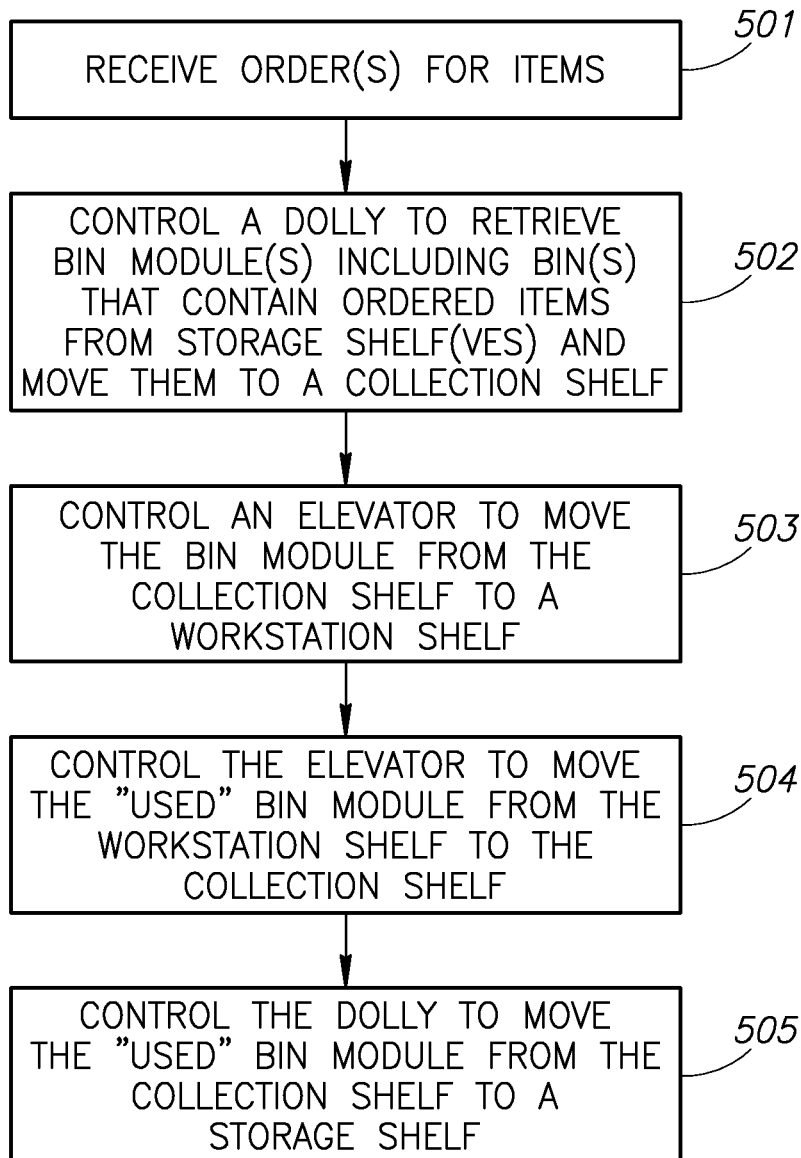 501
RECEIVE ORDER(S) FOR ITEMS
502
CONTROL A DOLLY TO RETRIEVE
BIN MODULE(S) INCLUDING BIN(S)
THAT CONTAIN ORDERED ITEMS
FROM STORAGE SHELF(VES) AND
MOVE THEM TO A COLLECTION SHELF
503
CONTROL AN ELEVATOR TO MOVE
THE BIN MODULE FROM THE
COLLECTION SHELF TO A
WORKSTATION SHELF
504
CONTROL THE ELEVATOR TO MOVE
THE "USED" BIN MODULE FROM THE
WORKSTATION SHELF TO THE
COLLECTION SHELF
505
CONTROL THE DOLLY TO MOVE
THE "USED" BIN MODULE FROM THE
COLLECTION SHELF TO A
STORAGE SHELF